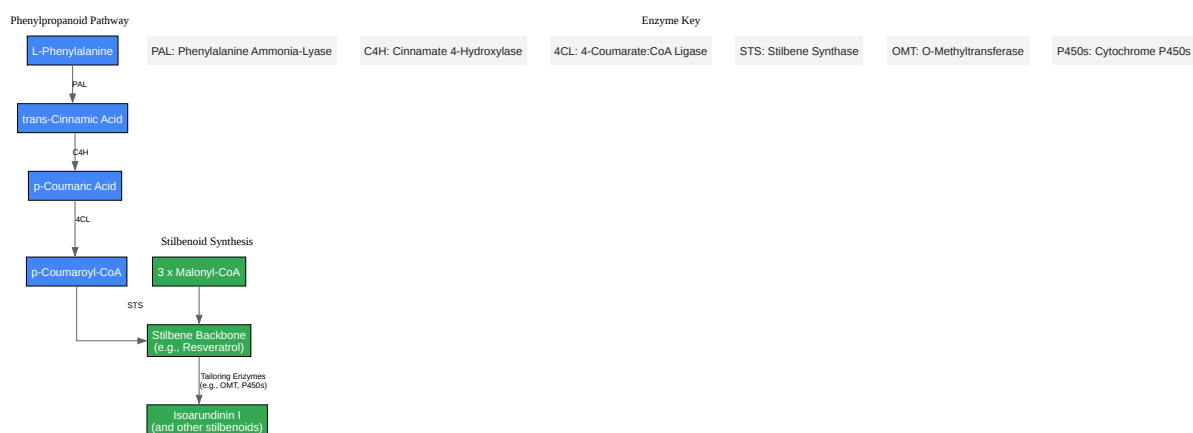 Phenylpropanoid Pathway
Enzyme Key
L-Phenylalanine
PAL: Phenylalanine Ammonia-Lyase
C4H: Cinnamate 4-Hydroxylase
4CL: 4-Coumarate:CoA Ligase
STS: Stilbene Synthase
OMT: O-Methyltransferase
P450s: Cytochrome P450s
PAL
trans-Cinnamic Acid
C4H
p-Coumaric Acid
4CL
Stilbenoid Synthesis
p-Coumaroyl-CoA
3 x Malonyl-CoA
STS
Stilbene Backbone
(e.g., Resveratrol)
Tailoring Enzymes
(e.g., OMT, P450s)
Isoarundinin I
(and other stilbenoids)